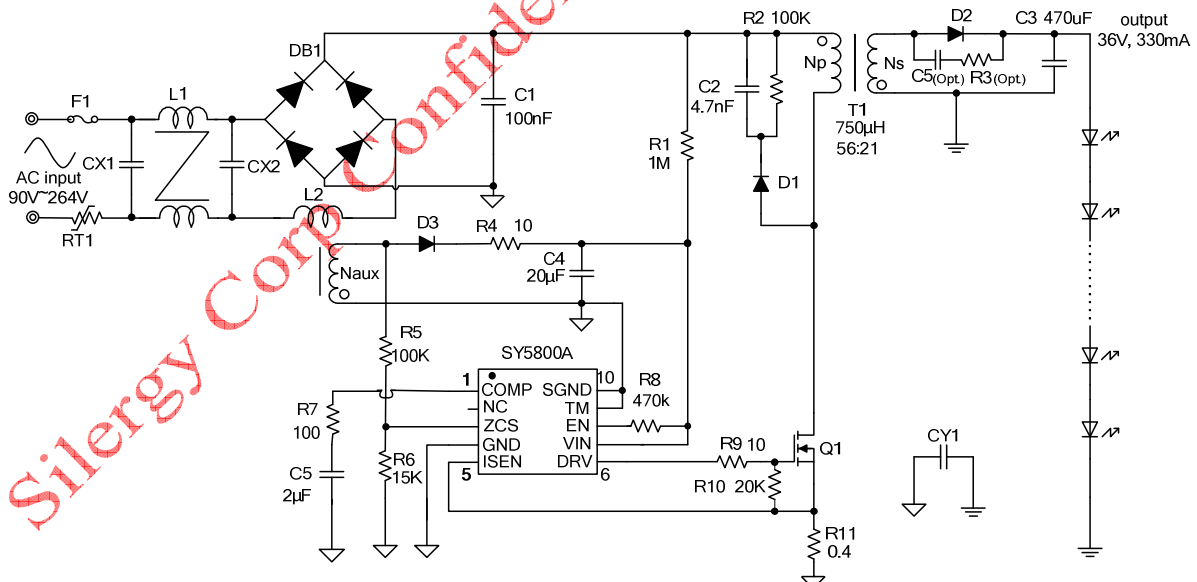 R2 100K
D2
C3 470uF
output
36V, 330mA
DB1
Np
Ns
C5(Opt.)
R3(Opt.)
F1
L1
C1
100nF
C2
4.7nF
T1
750µH
56:21
R1
1M
CX1
CX2
AC input
90V~264V
D1
L2
RT1
D3
R4 10
C4
20µF
Naux
R5
100K
SY5800A
1
10
COMP
SGND
R8
470k
NC
TM
R7
100
ZCS
EN
GND
VIN
ISEN
DRV
5
6
R9 10
Q1
CY1
R6
15K
C5
2µF
R10 20K
R11
0.4
Silergy Corp Confiden